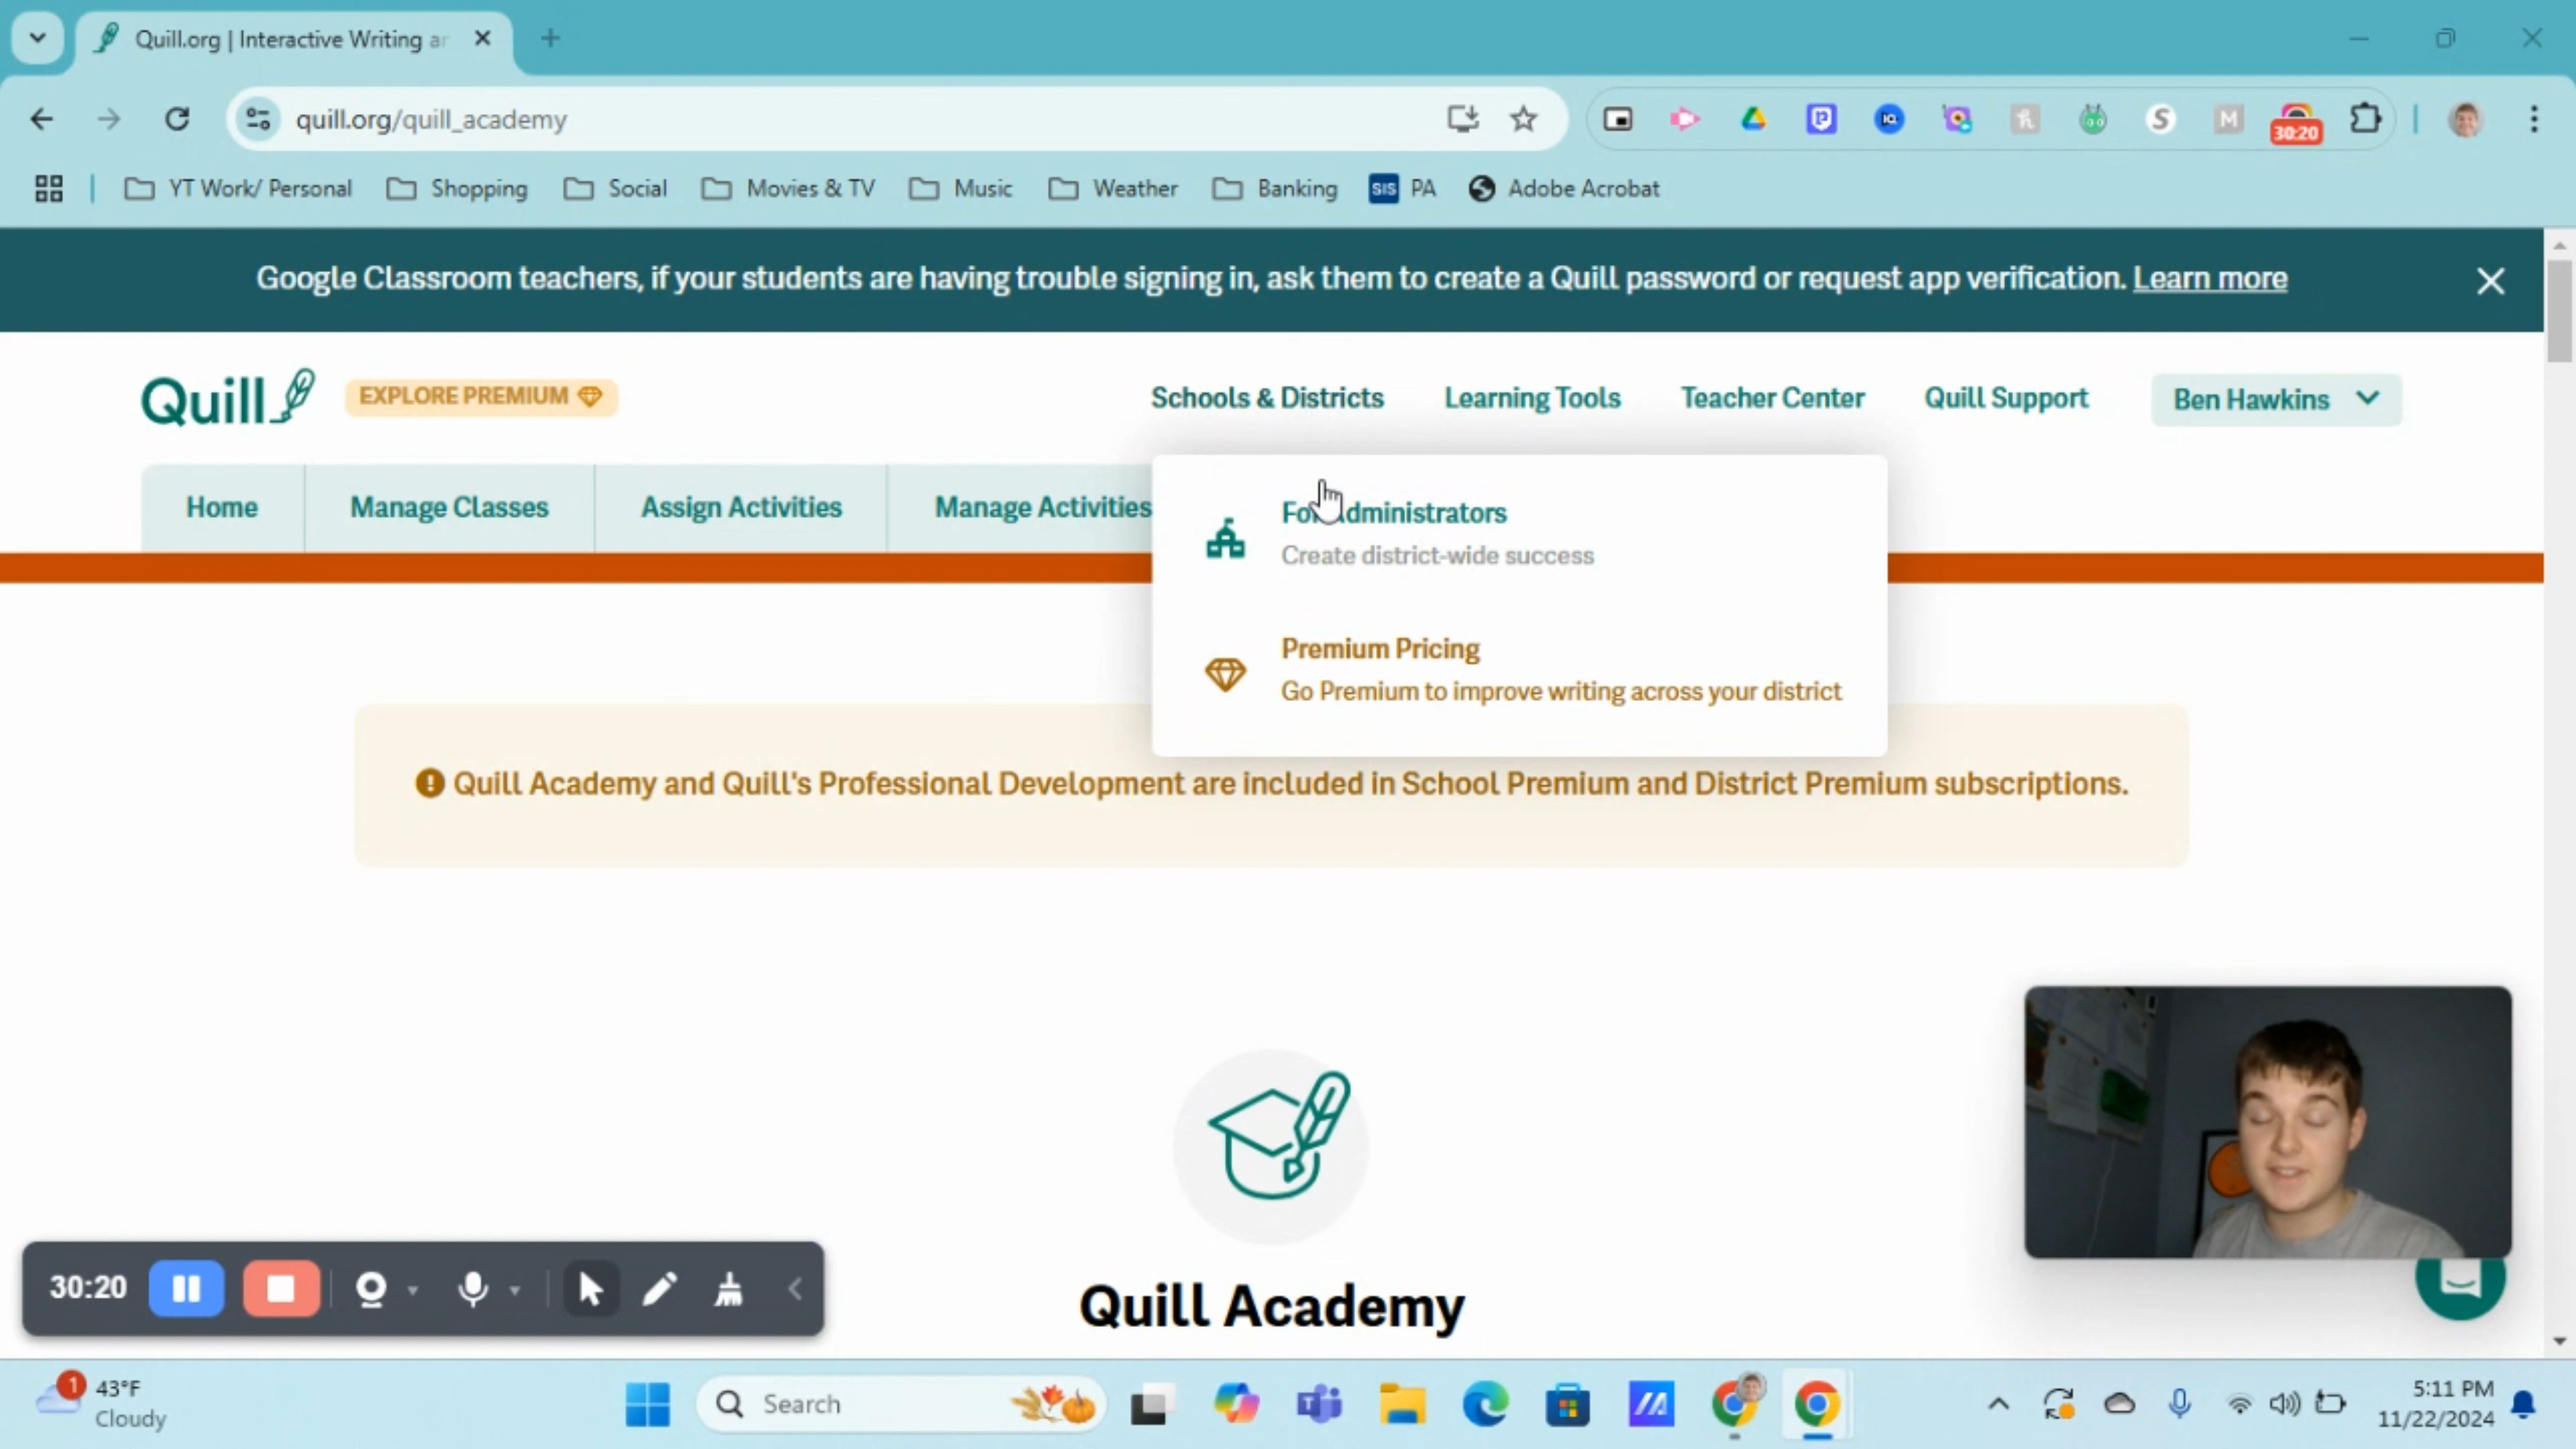 Quill.org | Interactive Writing ar
quill.org/quill_academy
30:20
YT Work/ Personal
Shopping
Social
Movies & TV
Music
Weather
Banking
SIS PA
Adobe Acrobat
Google Classroom teachers, if your students are having trouble signing in, ask them to create a Quill password or request app verification. Learn more
Quill
EXPLORE PREMIUM
Schools & Districts
Learning Tools
Teacher Center
Quill Support
Ben Hawkins
Home
Manage Classes
Assign Activities
Manage Activities
For Administrators
Create district-wide success
Premium Pricing
Go Premium to improve writing across your district
Quill Academy and Quill's Professional Development are included in School Premium and District Premium subscriptions.
Quill Academy
30:20
1
43°F
Cloudy
Search
5:11 PM
11/22/2024